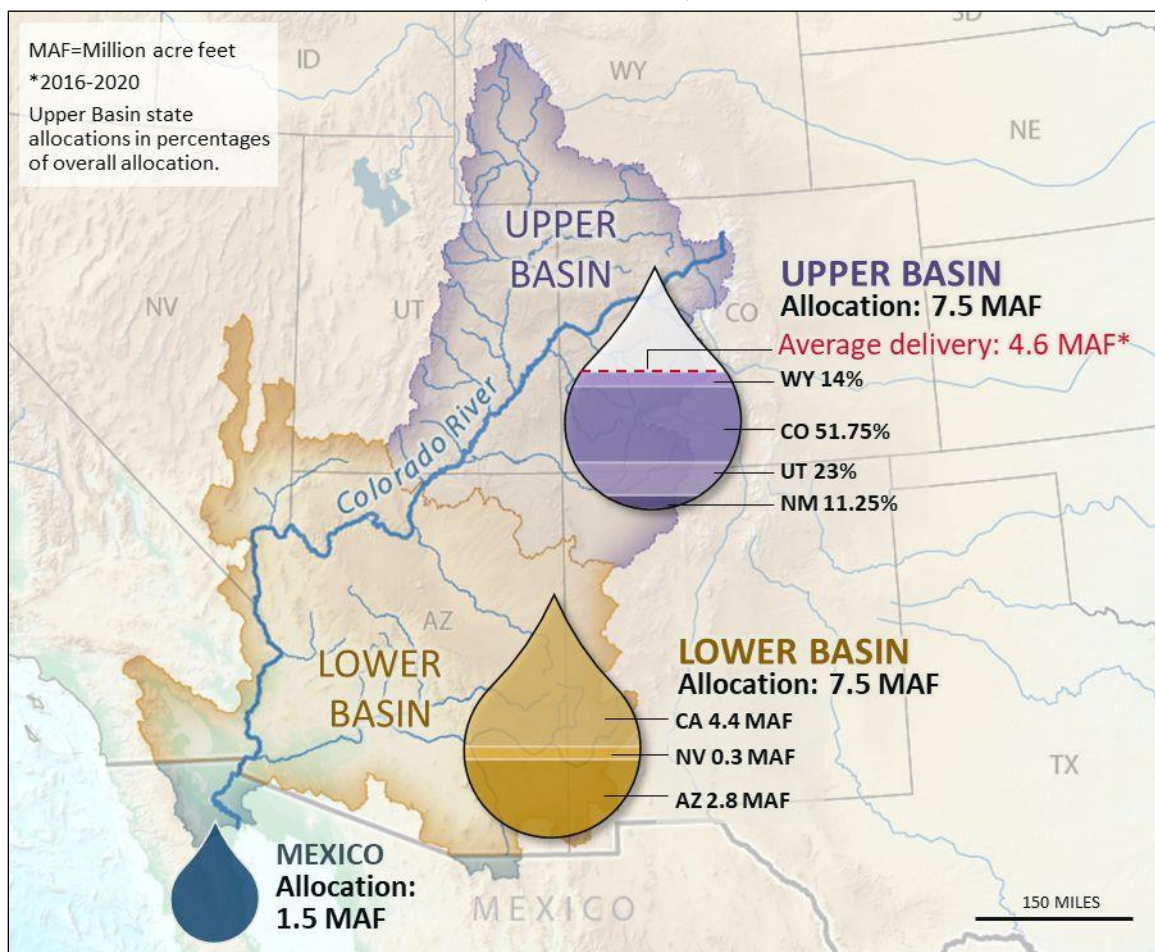 MAF=Million acre feet
*2016-2020
Upper Basin state
allocations in percentages
of overall allocation.
ID
WY
SD
NE
NV
UT
CO
AZ
TX
UPPER
BASIN
Colorado River
UPPER BASIN
Allocation: 7.5 MAF
Average delivery: 4.6 MAF*
WY 14%
CO 51.75%
UT 23%
NM 11.25%
LOWER
BASIN
LOWER BASIN
Allocation: 7.5 MAF
CA 4.4 MAF
NV 0.3 MAF
AZ 2.8 MAF
MEXICO
Allocation:
1.5 MAF
MEXICO
150 MILES